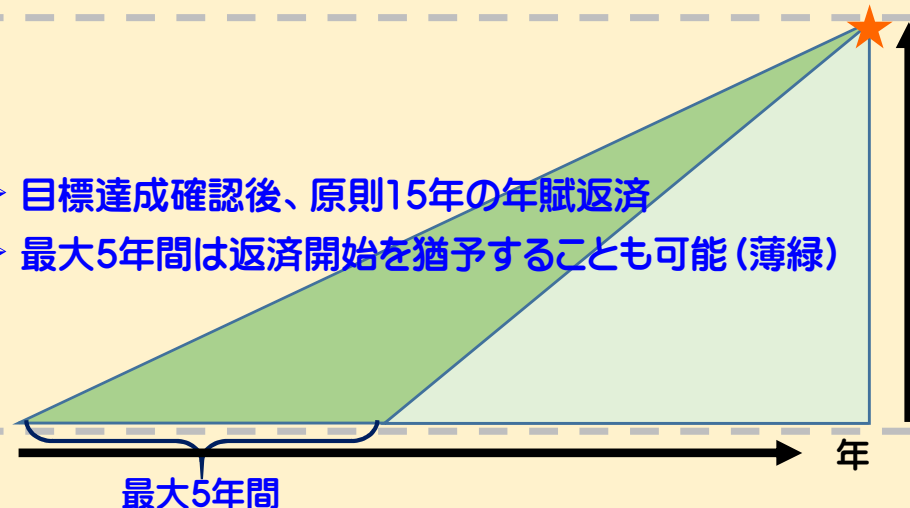 目標達成確認後、原則15年の年賦返済
最大5年間は返済開始を猶予することも可能（薄緑）
年
最大5年間